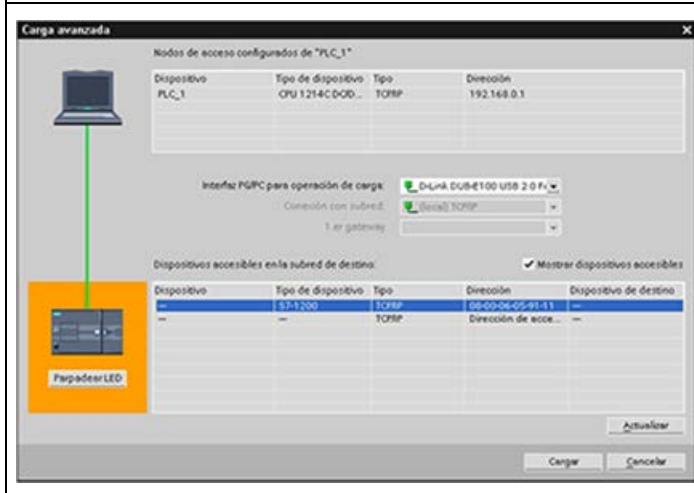 Carga avanzada
Nodos de acceso configurados de "PLC_1"
Dispositivo Tipo de dispositivo Tipo Dirección
PLC_1 CPU 1214C DC/D... TCP/IP 192.168.0.1
Interfaz PG/PC para operación de carga: D-Link DUB-E100 USB 2.0 Fa
Conexión con subred: (local) TCP/IP
1.er gateway
Dispositivos accesibles en la subred de destino: Mostrar dispositivos accesibles
Dispositivo Tipo de dispositivo Tipo Dirección Dispositivo de destino
— S7-1200 TCP/IP 08-00-06-05-91-11 —
— — TCP/IP Dirección de acce... —
Parpadear LED
Actualizar
Cargar Cancelar